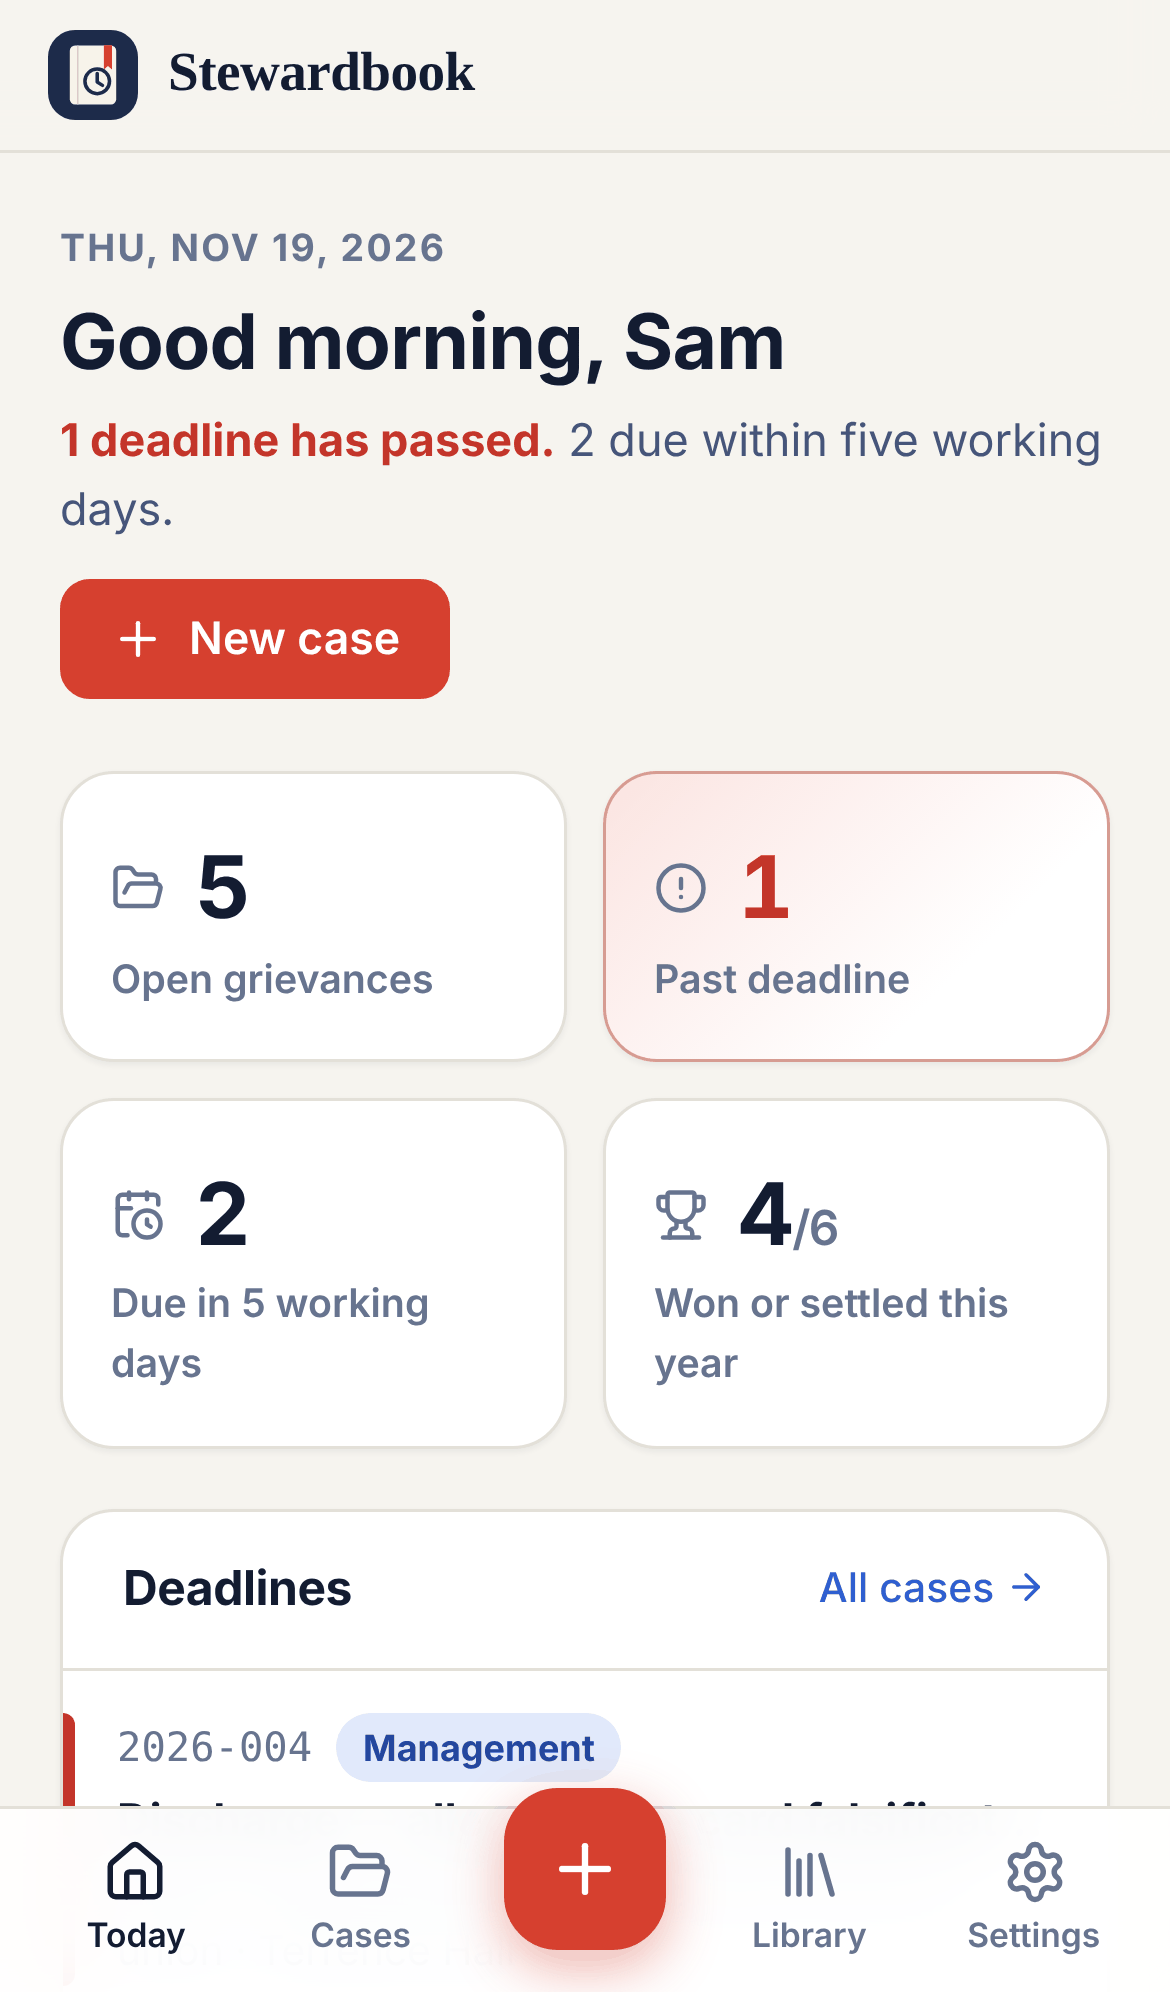 Stewardbook
THU, NOV 19, 2026
Good morning, Sam
1 deadline has passed. 2 due within five working
days.
New case
5
Open grievances
1
Past deadline
2
Due in 5 working
days
4/6
Won or settled this
year
Deadlines
All cases
2026-004
Management
Today
Cases
Library
Settings